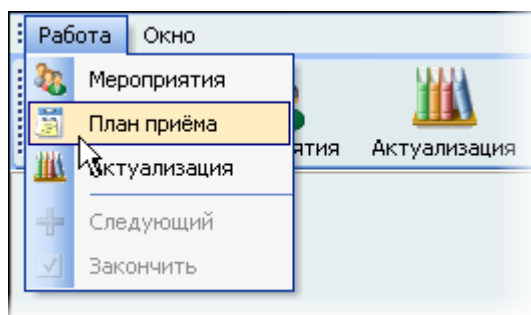 Работа Окно
Мероприятия
План приёма
ятия Актуализация
Актуализация
Следующий
Закончить